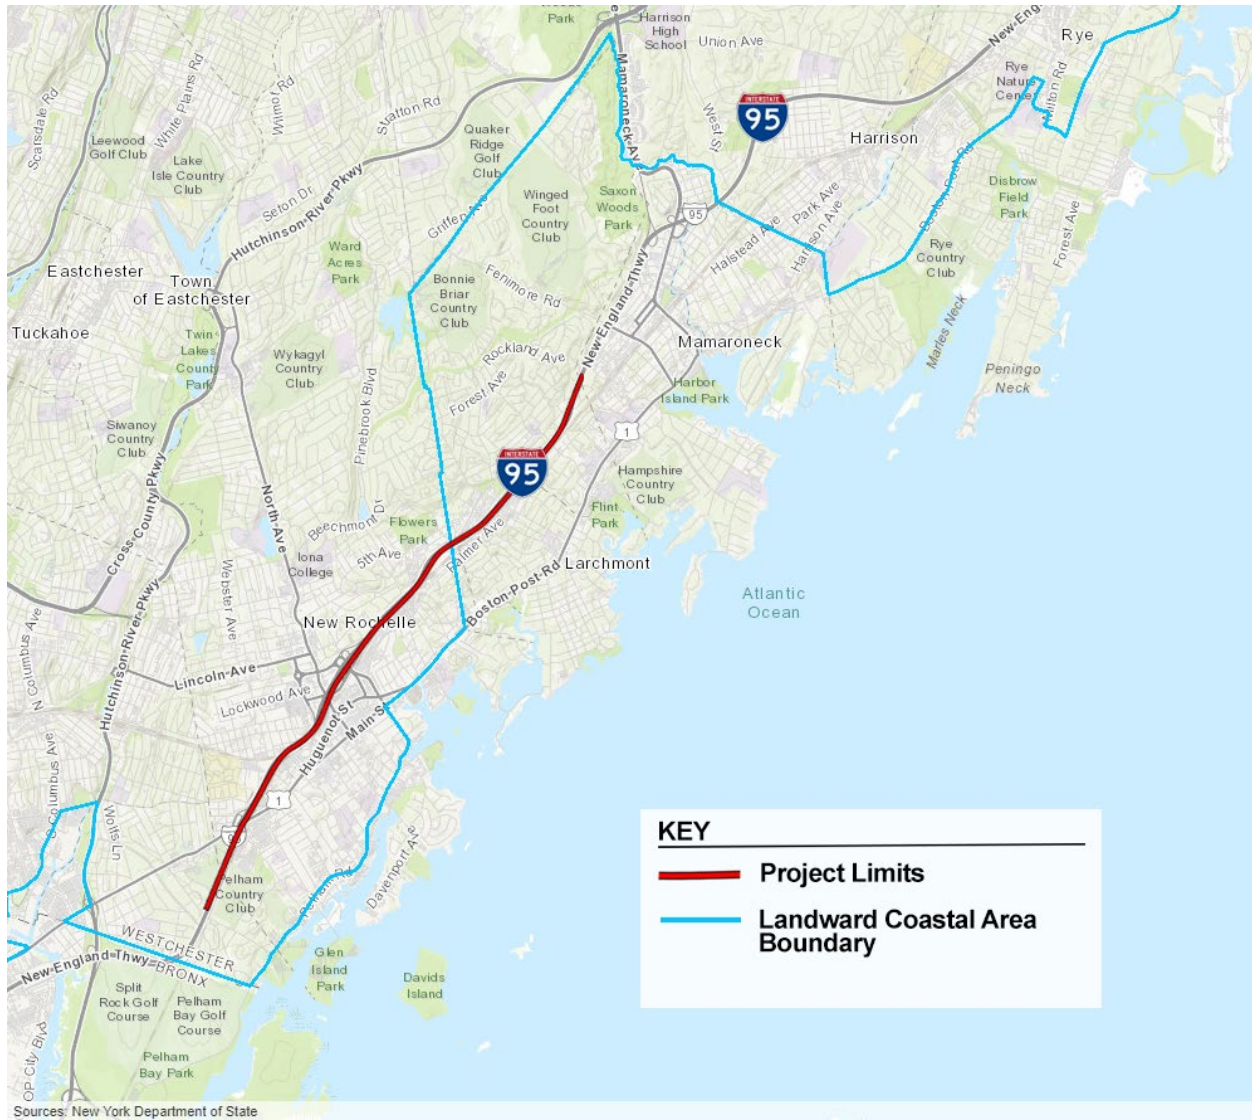 Park
Harrison
High
School
Union Ave
New-Eng
Rye
Rye
Nature
Center
Milton Rd
Scarsdale Rd
White Plains Rd
Wilmot Rd
Stratton Rd
Mamaroneck-Ave
West St
INTERSTATE
95
Harrison
Leewood
Golf Club
Lake
Isle Country
Club
Quaker
Ridge
Golf
Club
Winged
Foot
Country
Club
Saxon
Woods
Park
Seton Dr
Hutchinson-River-Pkwy
Griffen Ave
95
Park Ave
Harrison Ave
Halstead Ave
Boston Post Rd
Disbrow
Field
Park
Forest Ave
Rye
Country
Club
Ward
Acres
Park
Eastchester
Town
of Eastchester
Tuckahoe
Bonnie
Briar
Country
Club
Fenimore Rd
New-England-Thwy
Mamaroneck
Marles Neck
Peningo
Neck
Twin
Lakes
County
Park
Wykagyl
Country
Club
Rockland Ave
Forest Ave
Pinebrook Blvd
Harbor
Island Park
1
Siwanoy
Country
Club
INTERSTATE
95
Hampshire
Country
Club
Cross-County-Pkwy
North-Ave
Beechmont Dr
Flowers
Park
Flint
Park
5th Ave
Palmer Ave
Iona
College
Webster Ave
Boston-Post-Rd
Larchmont
Atlantic
Ocean
New Rochelle
N Columbus Ave
Hutchinson-River-Pkwy
Lincoln-Ave
Lockwood Ave
Huguenot St
Main-St
S Columbus Ave
Wolfs Ln
1
95
Pelham
Country
Club
Pelham Rd
Davenport Ave
KEY
Project Limits
Landward Coastal Area
Boundary
WESTCHESTER
BRONX
New-England Thwy
Glen
Island
Park
Davids
Island
Split
Rock Golf
Course
Pelham
Bay Golf
Course
Pelham
Bay Park
OP City Blvd
Sources: New York Department of State